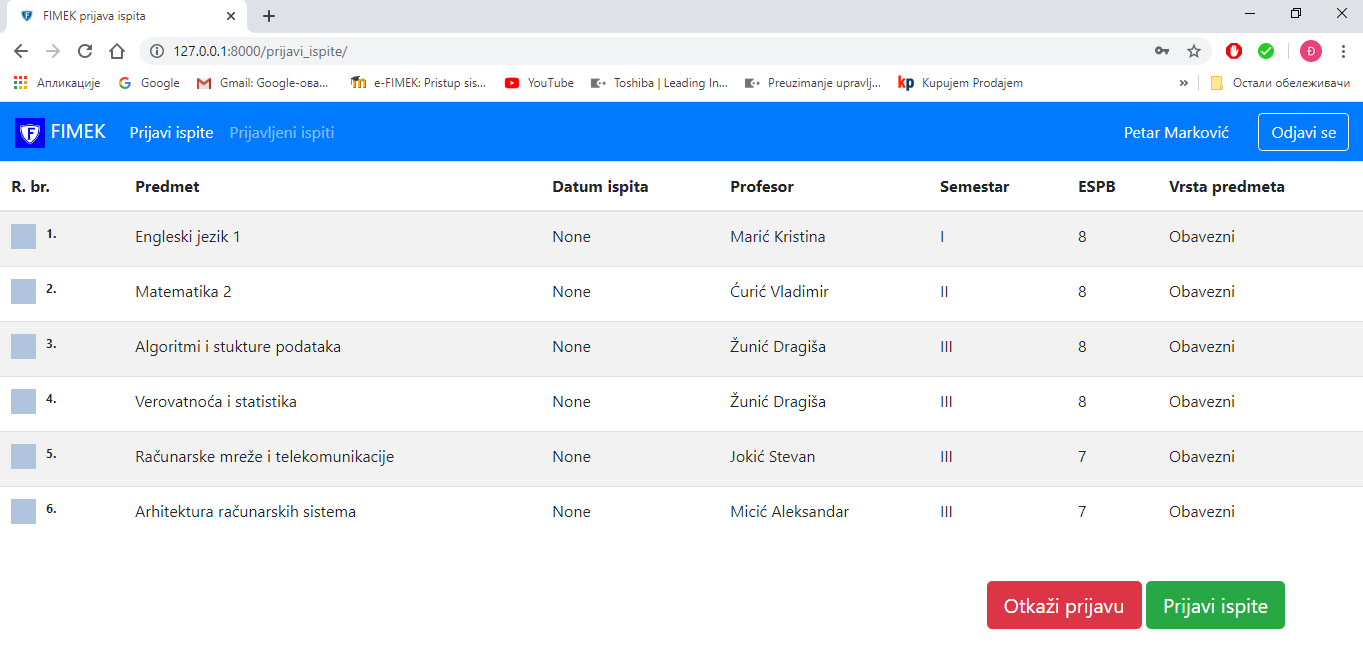 FIMEK prijava ispita
127.0.0.1:8000/prijavi_ispite/
Ð
Апликације Google Gmail: Google-ова... e-FIMEK: Pristup sis... YouTube Toshiba | Leading In... Preuzimanje upravlj... kp Kupujem Prodajem » Остали обележивачи
F FIMEK Prijavi ispite Prijavljeni ispiti Petar Marković Odjavi se
R. br. Predmet Datum ispita Profesor Semestar ESPB Vrsta predmeta
1. Engleski jezik 1 None Marić Kristina I 8 Obavezni
2. Matematika 2 None Ćurić Vladimir II 8 Obavezni
3. Algoritmi i stukture podataka None Žunić Dragiša III 8 Obavezni
4. Verovatnoća i statistika None Žunić Dragiša III 8 Obavezni
5. Računarske mreže i telekomunikacije None Jokić Stevan III 7 Obavezni
6. Arhitektura računarskih sistema None Micić Aleksandar III 7 Obavezni
Otkaži prijavu Prijavi ispite